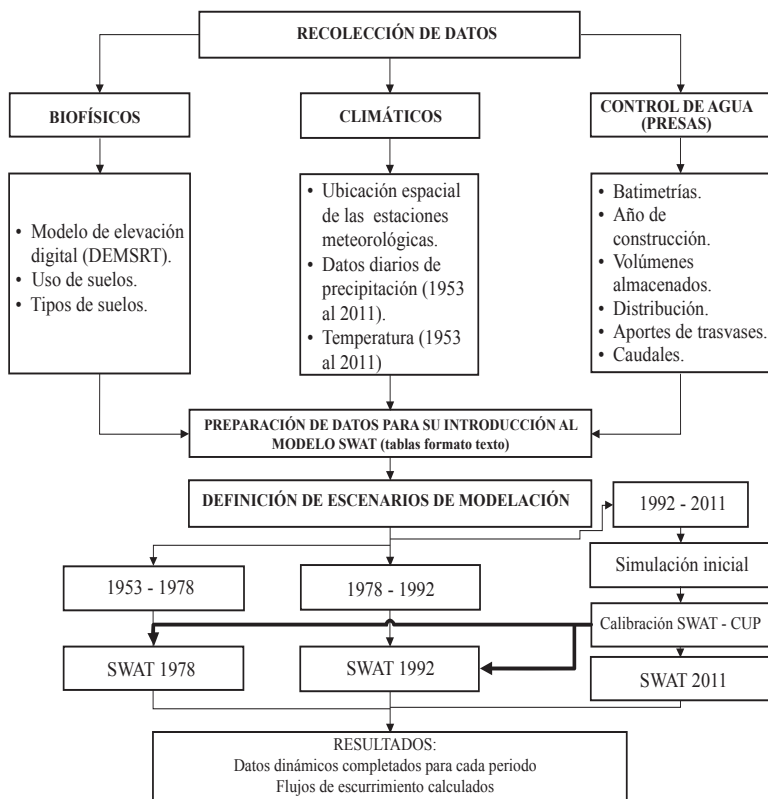 RECOLECCIÓN DE DATOS
BIOFÍSICOS
CLIMÁTICOS
CONTROL DE AGUA
(PRESAS)
• Modelo de elevación
digital (DEMSRT).
• Uso de suelos.
• Tipos de suelos.
• Ubicación espacial
de las estaciones
meteorológicas.
• Datos diarios de
precipitación (1953
al 2011).
• Temperatura (1953
al 2011)
• Batimetrías.
• Año de
construcción.
• Volúmenes
almacenados.
• Distribución.
• Aportes de trasvases.
• Caudales.
PREPARACIÓN DE DATOS PARA SU INTRODUCCIÓN AL
MODELO SWAT (tablas formato texto)
DEFINICIÓN DE ESCENARIOS DE MODELACIÓN
1992 - 2011
Simulación inicial
1953 - 1978
1978 - 1992
Calibración SWAT - CUP
SWAT 1978
SWAT 1992
SWAT 2011
RESULTADOS:
Datos dinámicos completados para cada periodo
Flujos de escurrimiento calculados